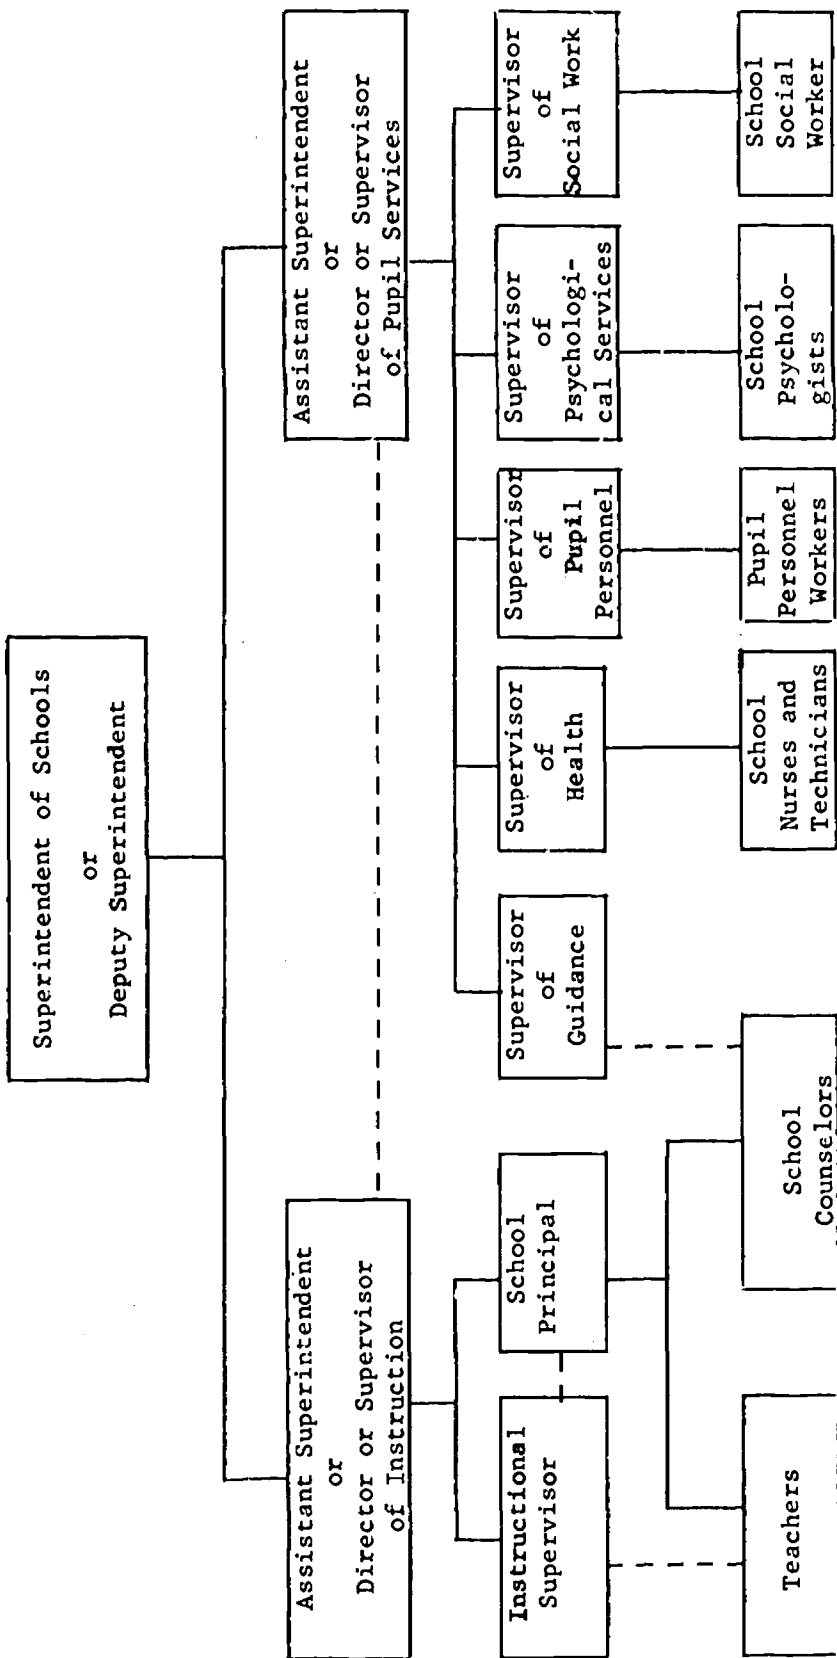 Superintendent of Schools
or
Deputy Superintendent
Assistant Superintendent
or
Director or Supervisor
of Instruction
Assistant Superintendent
or
Director or Supervisor
of Pupil Services
Instructional
Supervisor
School
Principal
Supervisor
of
Guidance
Supervisor
of
Health
Supervisor
of
Pupil
Personnel
Supervisor
of
Psychologi-
cal Services
Supervisor
of
Social Work
Teachers
School
Counselors
School
Nurses and
Technicians
Pupil
Personnel
Workers
School
Psycholo-
gists
School
Social
Worker